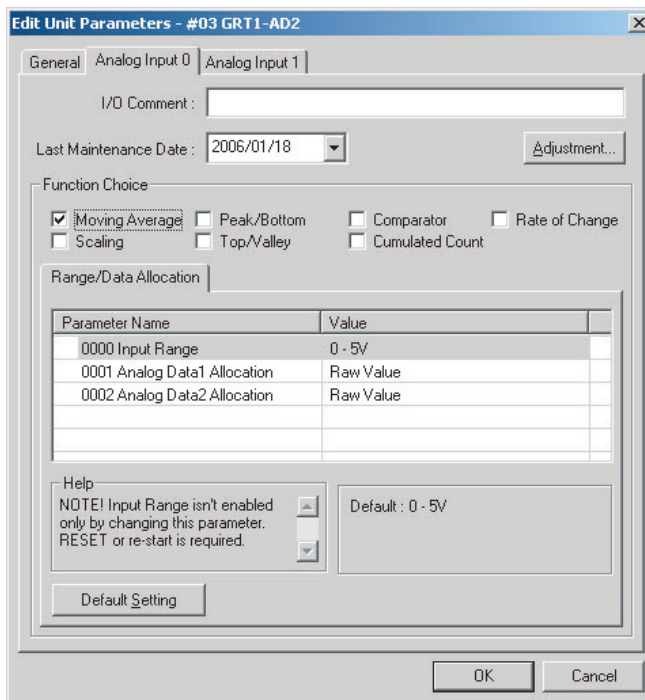 Edit Unit Parameters - #03 GRT1-AD2
General Analog Input 0 Analog Input 1
I/O Comment :
Last Maintenance Date : 2006/01/18 Adjustment...
Function Choice
Moving Average Peak/Bottom Comparator Rate of Change
Scaling Top/Valley Cumulated Count
Range/Data Allocation
Parameter Name Value
0000 Input Range 0 - 5V
0001 Analog Data1 Allocation Raw Value
0002 Analog Data2 Allocation Raw Value
Help
NOTE! Input Range isn't enabled
only by changing this parameter.
RESET or re-start is required.
Default : 0 - 5V
Default Setting
OK Cancel